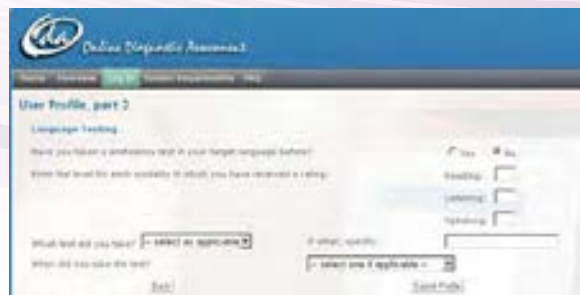 oda Online Diagnostic Assessment
Home Overview Log In System Requirements FAQ
User Profile, part 2
Language Testing
Have you taken a proficiency test in your target language before? Yes No
Enter the level for each modality in which you have received a rating: Reading:
Listening:
Speaking:
Which test did you take? -- select as applicable -- If other, specify:
When did you take the test? -- select one if applicable --
Back Submit Profile